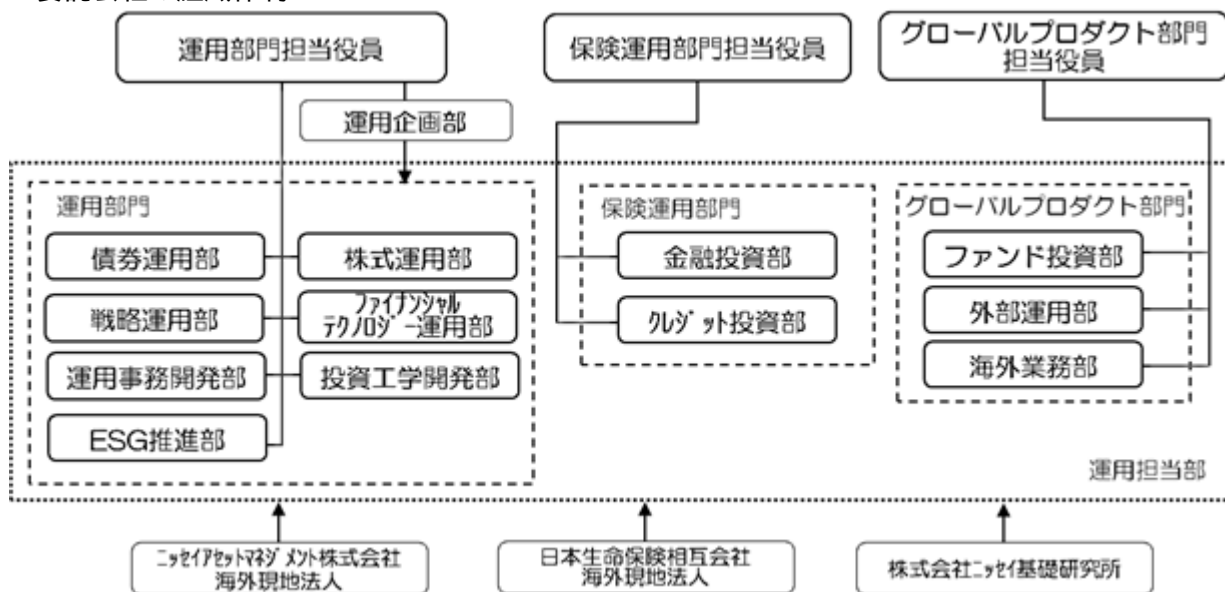 運用部門担当役員
保険運用部門担当役員
グローバルプロダクト部門
担当役員
運用企画部
運用部門
保険運用部門
グローバルプロダクト部門
債券運用部
株式運用部
金融投資部
ファンド投資部
戦略運用部
ﾌｧｲﾅﾝｼｬﾙ
ﾃｸﾉﾛｼﾞｰ運用部
ｸﾚｼﾞｯﾄ投資部
外部運用部
運用事務開発部
投資工学開発部
海外業務部
ESG推進部
運用担当部
ﾆｯｾｲｱｾｯﾄﾏﾈｼﾞﾒﾝﾄ株式会社
海外現地法人
日本生命保険相互会社
海外現地法人
株式会社ﾆｯｾｲ基礎研究所